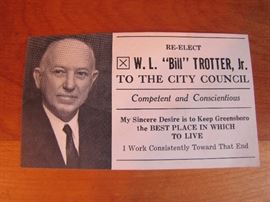 RE-ELECT
☒ W. L. "Bill" TROTTER, Jr.
TO THE CITY COUNCIL
Competent and Conscientious
My Sincere Desire is to Keep Greensboro
the BEST PLACE IN WHICH
TO LIVE
I Work Consistently Toward That End